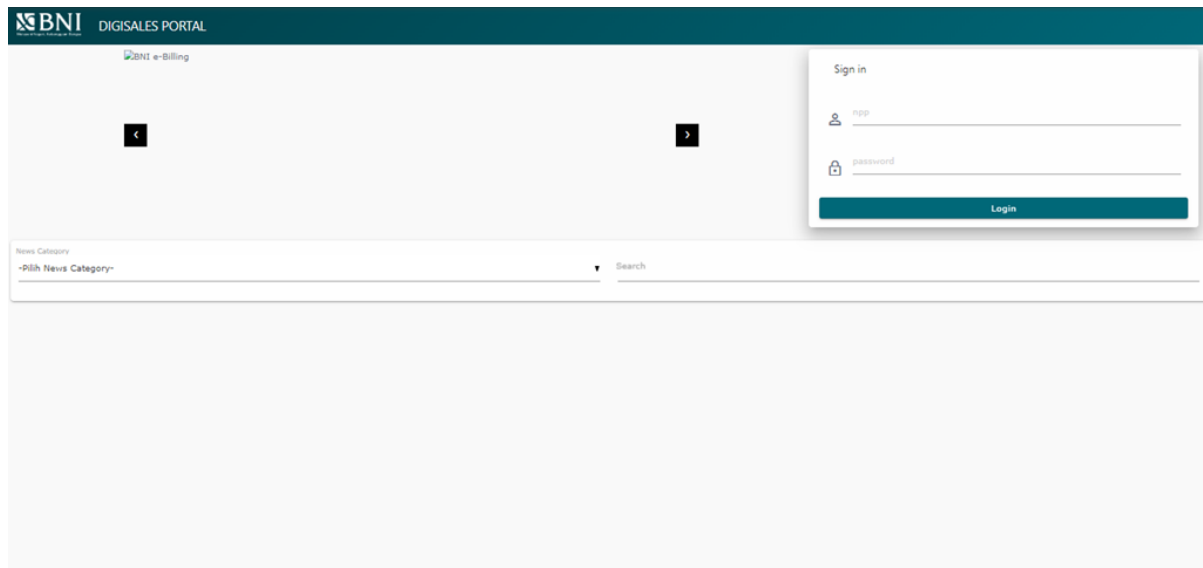 BNI DIGISALES PORTAL
BNI e-Billing
Sign in
npp
password
Login
News Category
-Pilih News Category-
Search